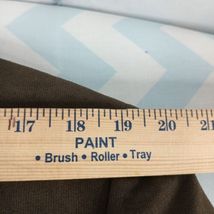 17 18 19 20 21
PAINT
• Brush • Roller • Tray